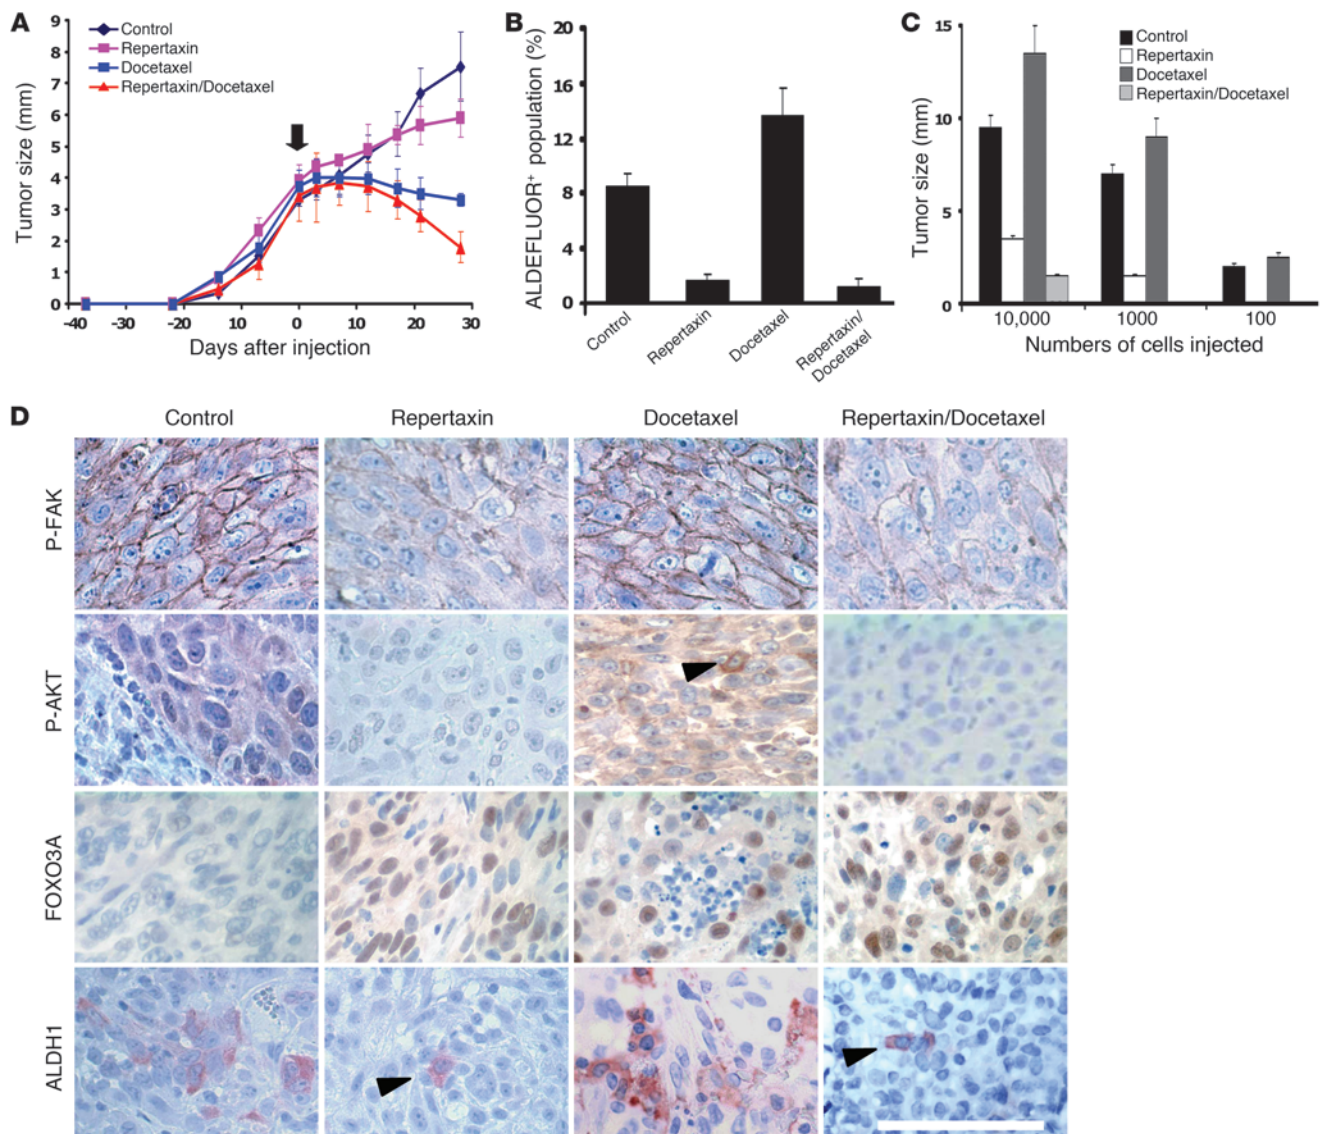 A
9
8
7
6
5
4
3
2
1
0
Tumor size (mm)
Control
Repertaxin
Docetaxel
Repertaxin/Docetaxel
-40 -30 -20 10 0 10 20 30
Days after injection
B
20
16
12
8
4
0
ALDEFLUOR+ population (%)
Control
Repertaxin
Docetaxel
Repertaxin/
Docetaxel
C
15
10
5
0
Tumor size (mm)
Control
Repertaxin
Docetaxel
Repertaxin/Docetaxel
10,000 1000 100
Numbers of cells injected
D
Control Repertaxin Docetaxel Repertaxin/Docetaxel
P-FAK
P-AKT
FOXO3A
ALDH1